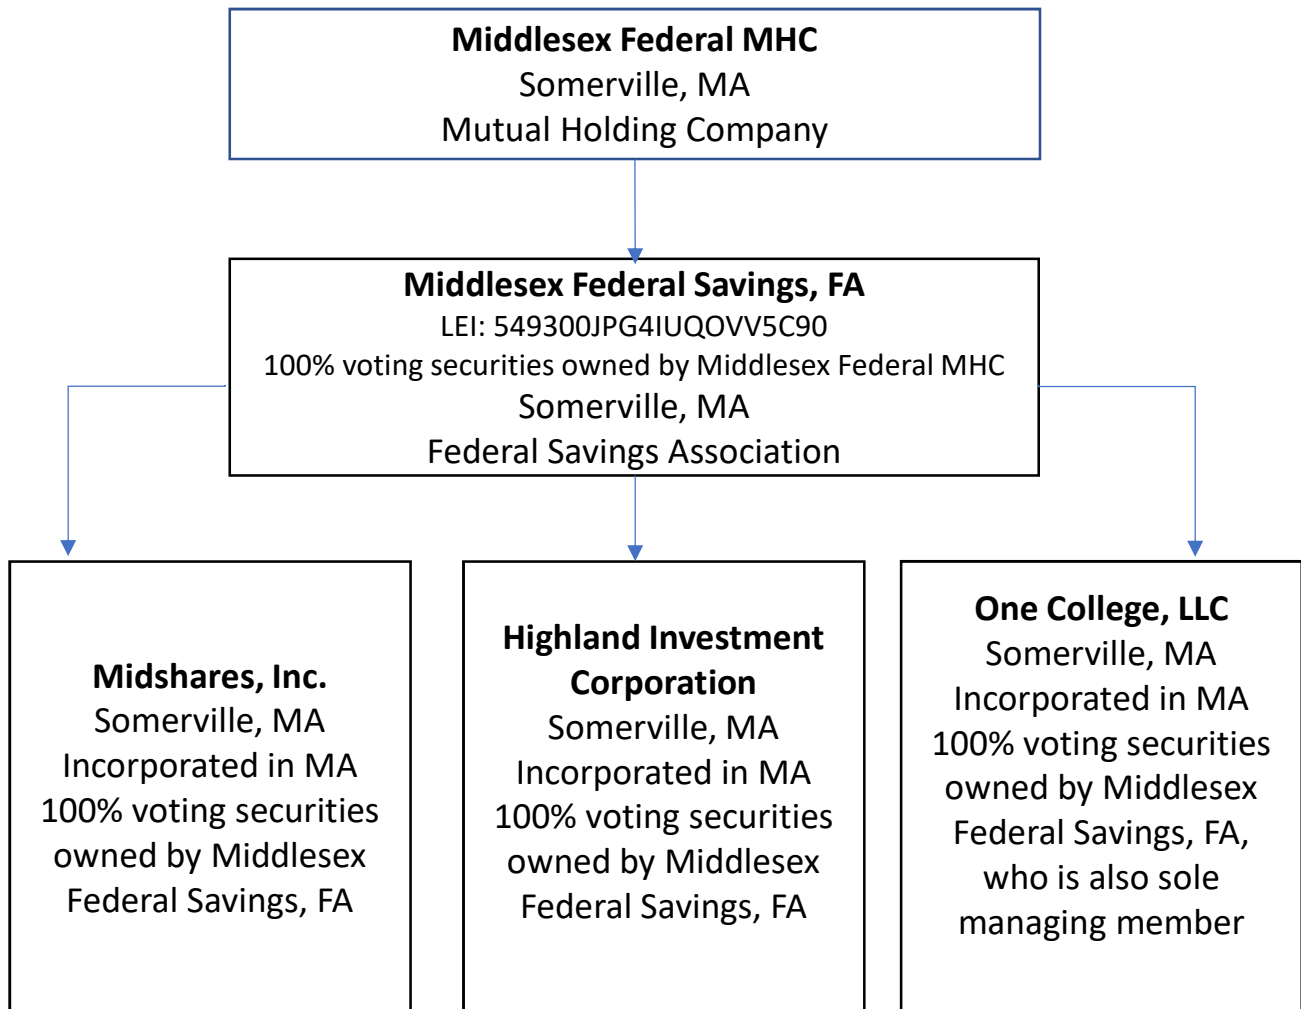 Middlesex Federal MHC
Somerville, MA
Mutual Holding Company
Middlesex Federal Savings, FA
LEI: 549300JPG4IUQOVV5C90
100% voting securities owned by Middlesex Federal MHC
Somerville, MA
Federal Savings Association
Midshares, Inc.
Somerville, MA
Incorporated in MA
100% voting securities
owned by Middlesex
Federal Savings, FA
Highland Investment
Corporation
Somerville, MA
Incorporated in MA
100% voting securities
owned by Middlesex
Federal Savings, FA
One College, LLC
Somerville, MA
Incorporated in MA
100% voting securities
owned by Middlesex
Federal Savings, FA,
who is also sole
managing member